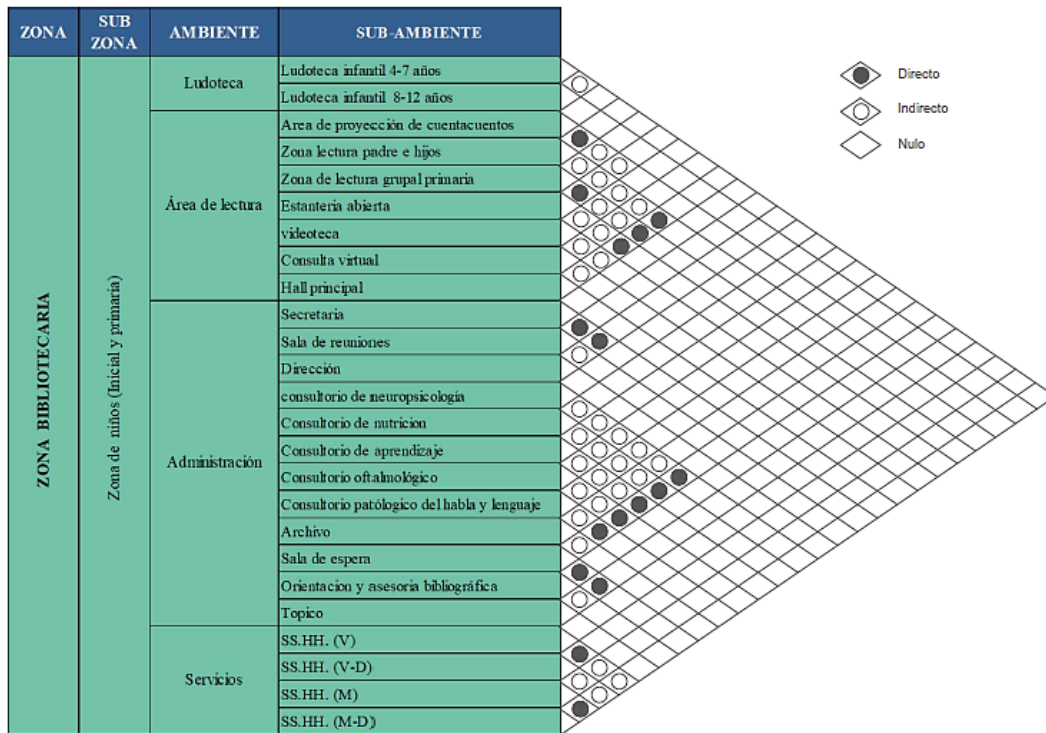 ZONA
SUB
ZONA
AMBIENTE
SUB-AMBIENTE
ZONA BIBLIOTECARIA
Zona de niños (Inicial y primaria)
Ludoteca
Ludoteca infantil 4-7 años
Ludoteca infantil 8-12 años
Área de lectura
Area de proyección de cuentacuentos
Zona lectura padre e hijos
Zona de lectura grupal primaria
Estanteria abierta
videoteca
Consulta virtual
Hall principal
Administración
Secretaria
Sala de reuniones
Dirección
consultorio de neuropsicología
Consultorio de nutricion
Consultorio de aprendizaje
Consultorio oftalmológico
Consultorio patólogico del habla y lenguaje
Archivo
Sala de espera
Orientacion y asesoria bibliográfica
Topico
Servicios
SS.HH. (V)
SS.HH. (V-D)
SS.HH. (M)
SS.HH. (M-D)
Directo
Indirecto
Nulo